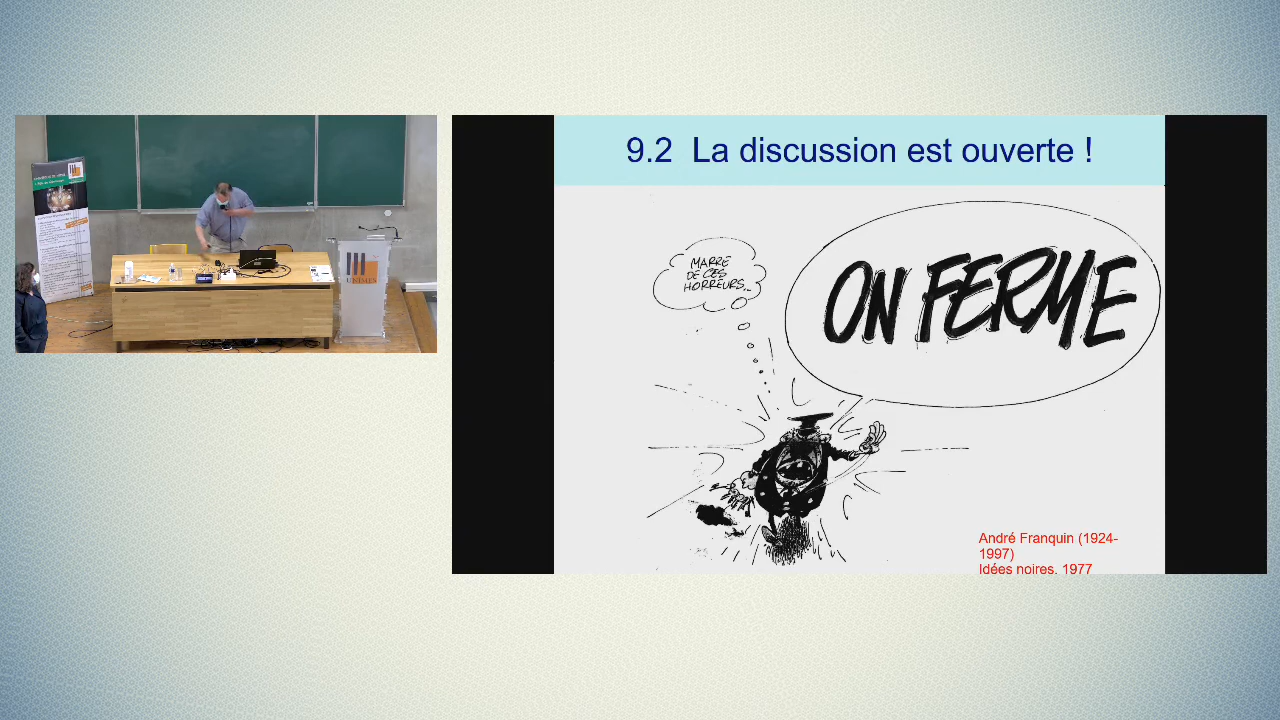 9.2 La discussion est ouverte !
MARRE
DE CES
HORREURS...
ON FERME
André Franquin (1924-
1997)
Idées noires, 1977